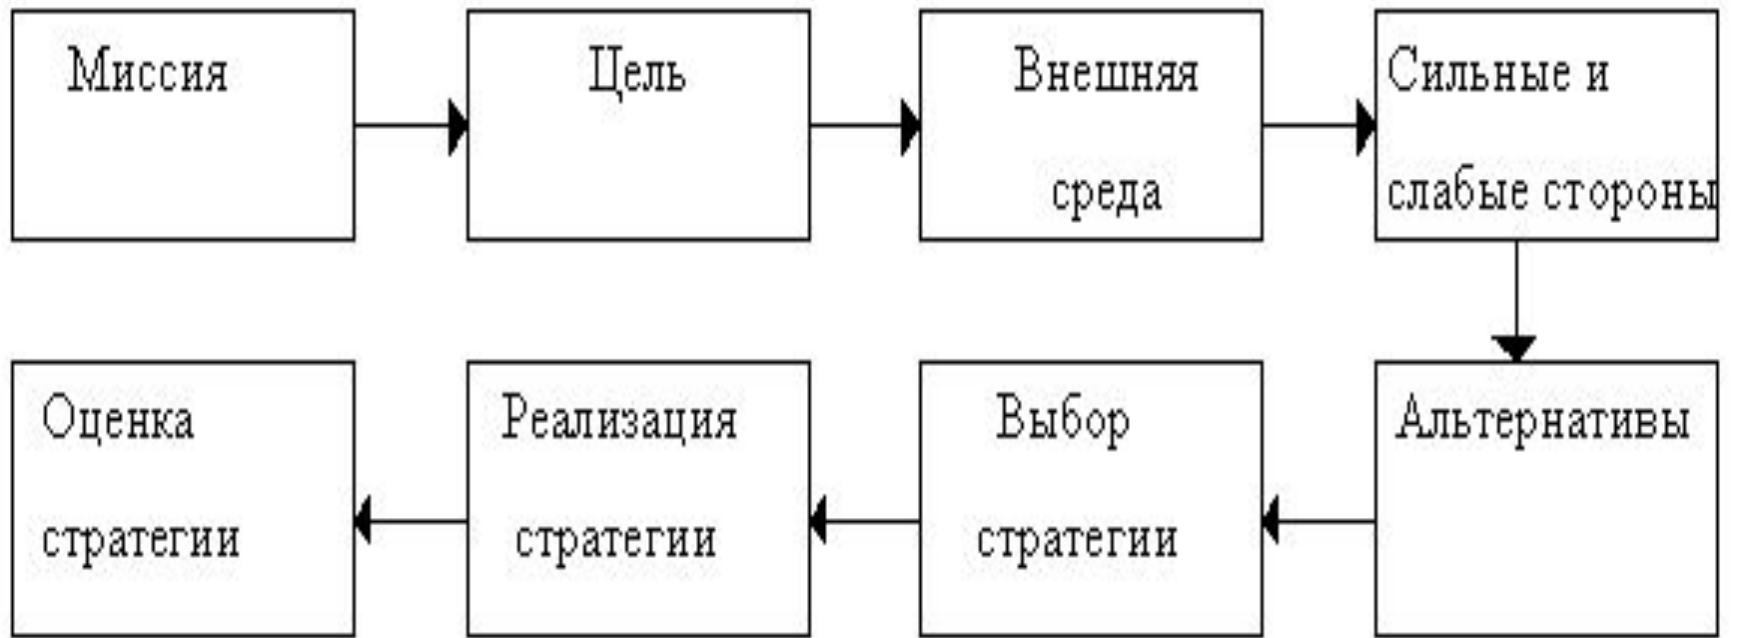 Миссия
Цель
Внешняя
среда
Сильные и
слабые стороны
Альтернативы
Выбор
стратегии
Реализация
стратегии
Оценка
стратегии